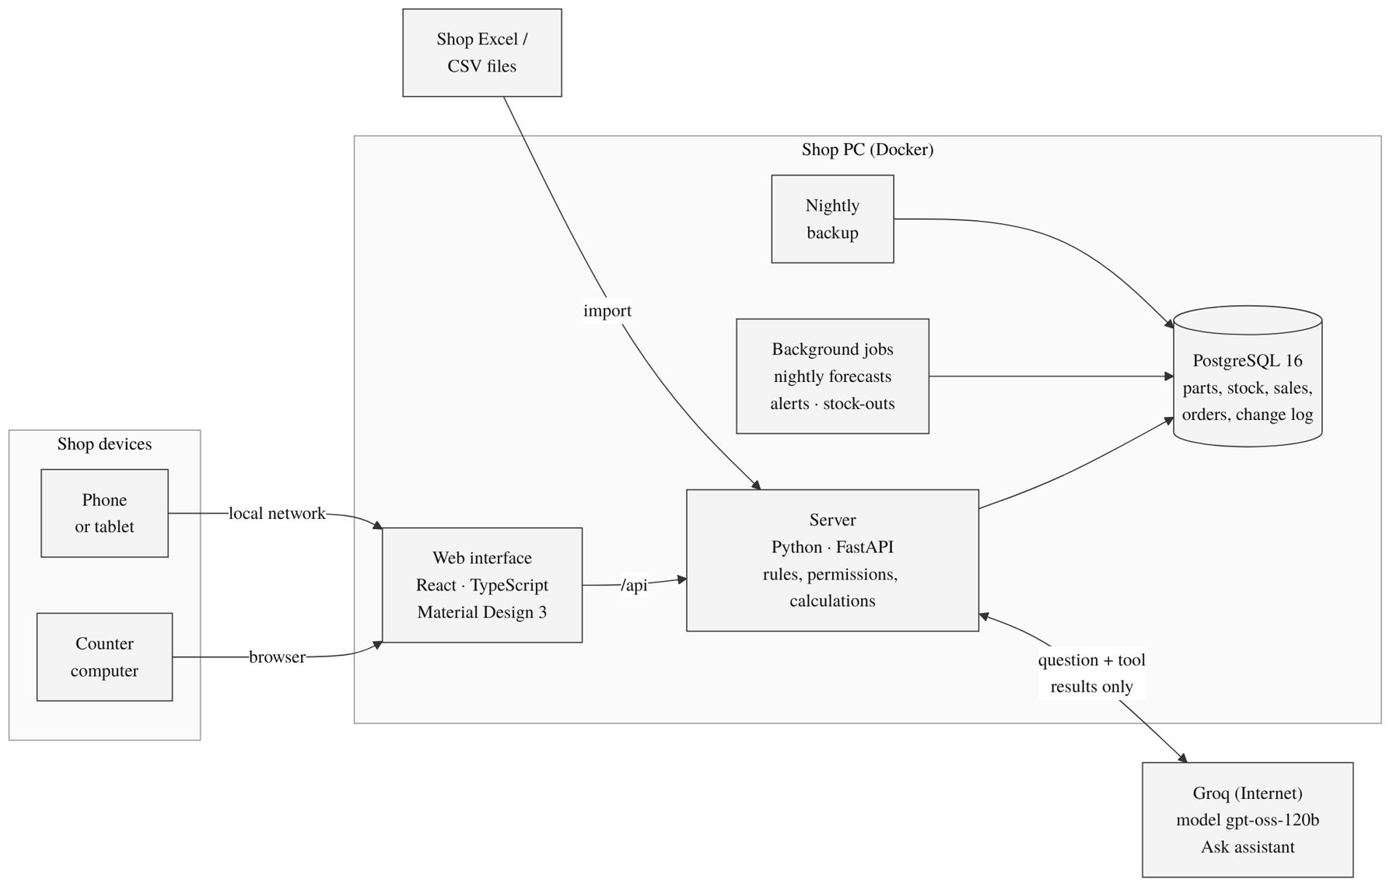 Shop Excel /
CSV files
Shop PC (Docker)
Nightly
backup
import
Background jobs
nightly forecasts
alerts · stock-outs
PostgreSQL 16
parts, stock, sales,
orders, change log
Shop devices
Phone
or tablet
local network
Counter
computer
browser
Web interface
React · TypeScript
Material Design 3
/api
Server
Python · FastAPI
rules, permissions,
calculations
question + tool
results only
Groq (Internet)
model gpt-oss-120b
Ask assistant